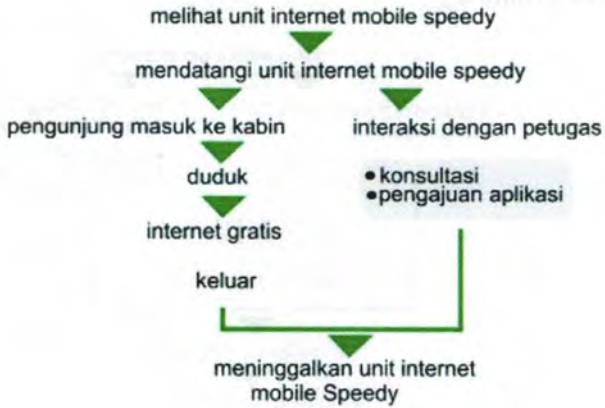 melihat unit internet mobile speedy
mendatangi unit internet mobile speedy
pengunjung masuk ke kabin
duduk
internet gratis
keluar
interaksi dengan petugas
• konsultasi
• pengajuan aplikasi
meninggalkan unit internet
mobile Speedy